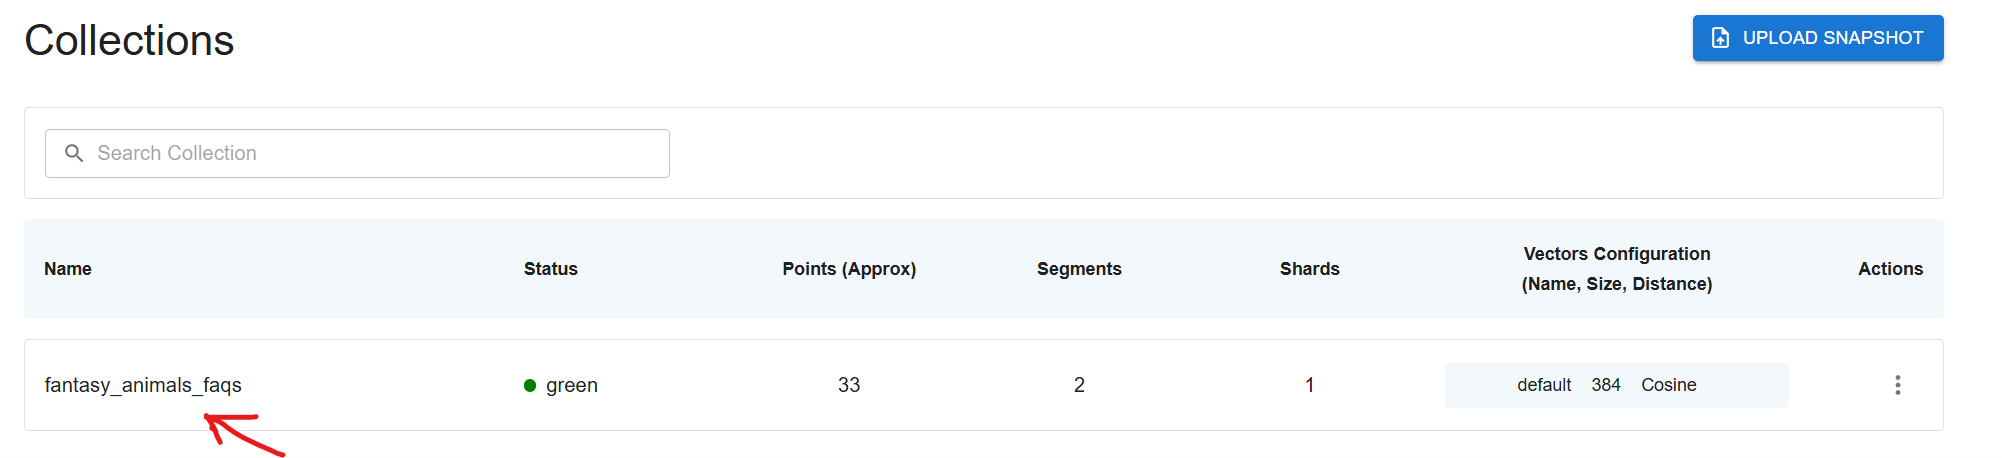 Collections
UPLOAD SNAPSHOT
Search Collection
Name Status Points (Approx) Segments Shards Vectors Configuration (Name, Size, Distance) Actions
fantasy_animals_faqs green 33 2 1 default 384 Cosine